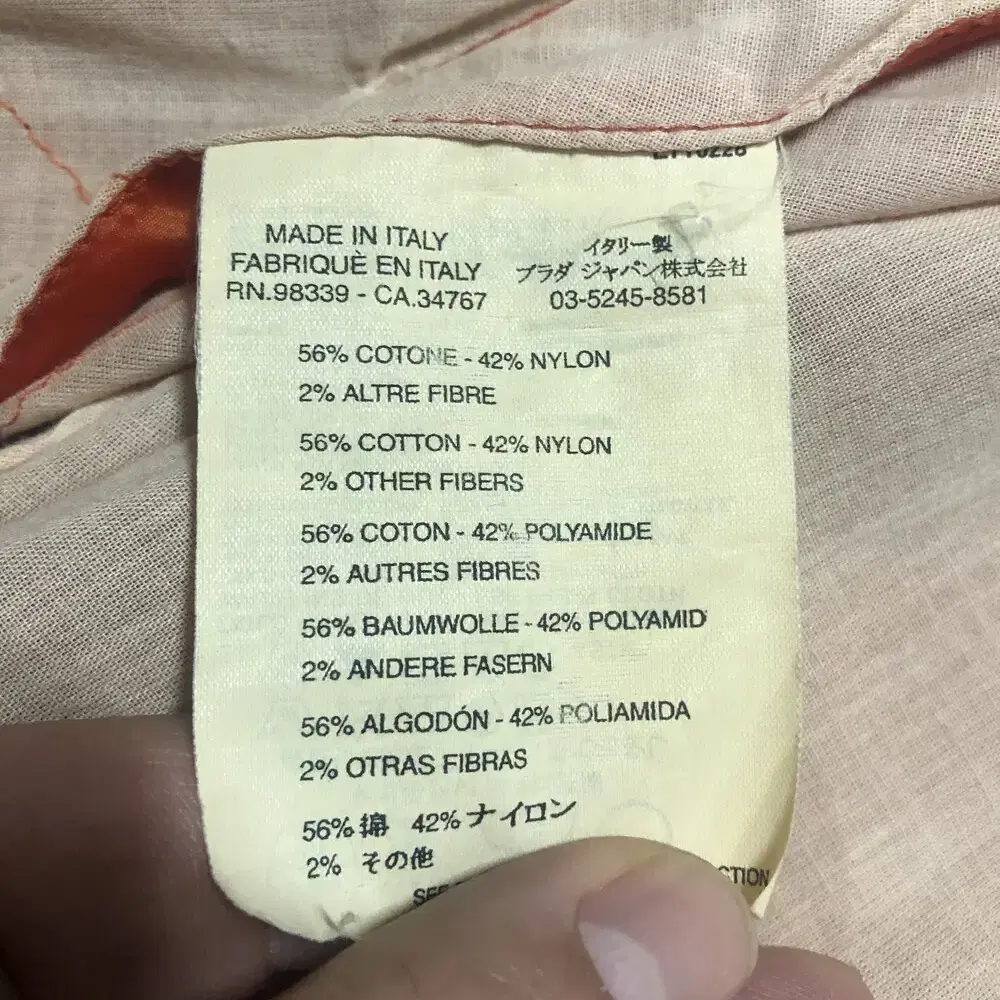 MADE IN ITALY
FABRIQUÈ EN ITALY
RN.98339 - CA.34767
イタリー製
プラダ ジャパン株式会社
03-5245-8581
56% COTONE - 42% NYLON
2% ALTRE FIBRE
56% COTTON - 42% NYLON
2% OTHER FIBERS
56% COTON - 42% POLYAMIDE
2% AUTRES FIBRES
56% BAUMWOLLE - 42% POLYAMID
2% ANDERE FASERN
56% ALGODÓN - 42% POLIAMIDA
2% OTRAS FIBRAS
56% 綿 42% ナイロン
2% その他